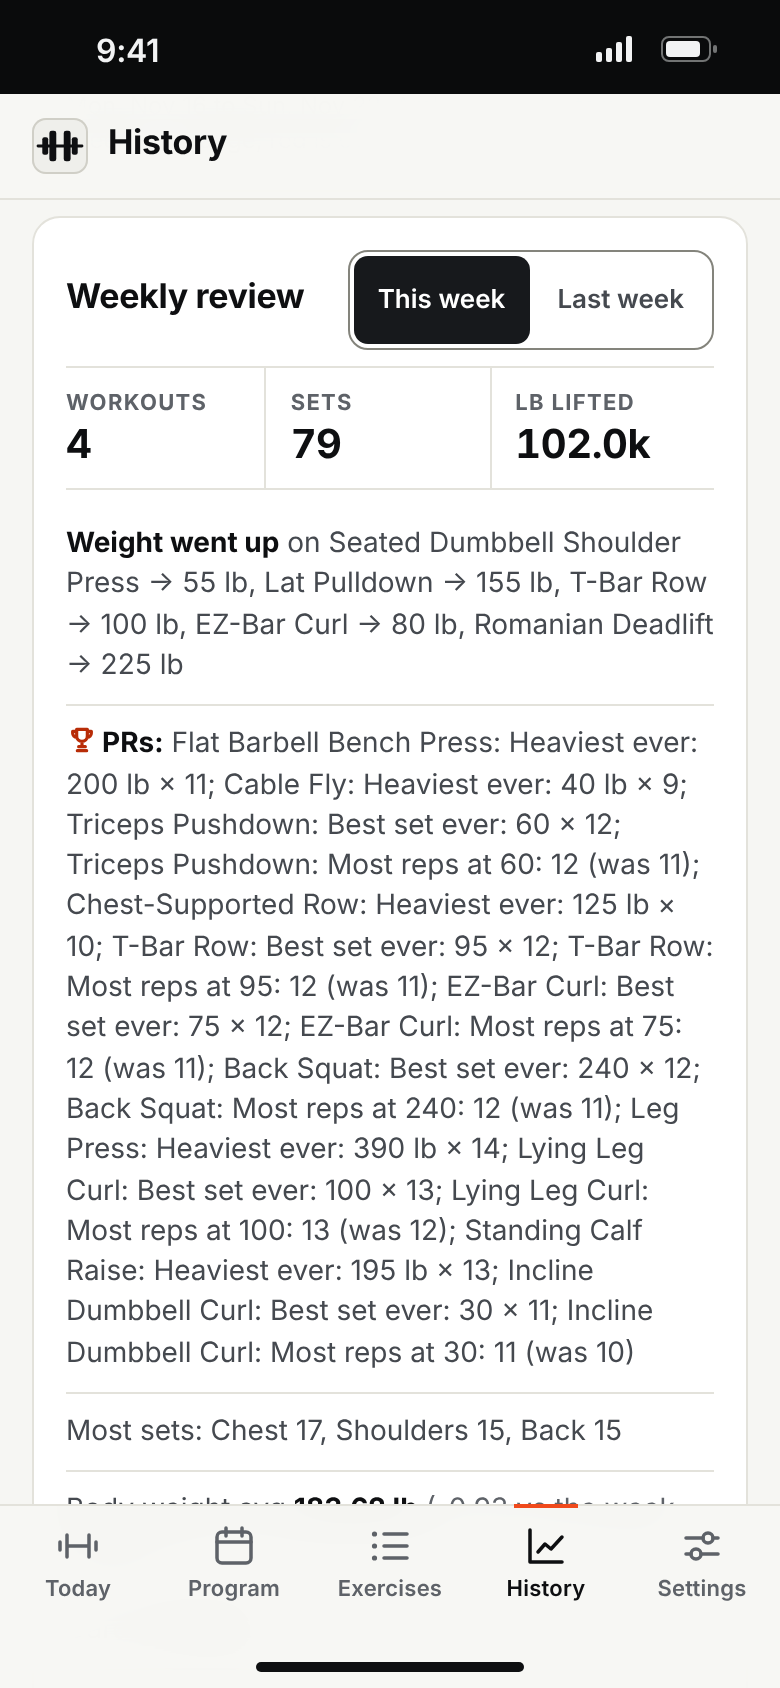 9:41
History
Weekly review
This week
Last week
WORKOUTS
4
SETS
79
LB LIFTED
102.0k
Weight went up on Seated Dumbbell Shoulder
Press → 55 lb, Lat Pulldown → 155 lb, T-Bar Row
→ 100 lb, EZ-Bar Curl → 80 lb, Romanian Deadlift
→ 225 lb
PRs: Flat Barbell Bench Press: Heaviest ever:
200 lb × 11; Cable Fly: Heaviest ever: 40 lb × 9;
Triceps Pushdown: Best set ever: 60 × 12;
Triceps Pushdown: Most reps at 60: 12 (was 11);
Chest-Supported Row: Heaviest ever: 125 lb ×
10; T-Bar Row: Best set ever: 95 × 12; T-Bar Row:
Most reps at 95: 12 (was 11); EZ-Bar Curl: Best
set ever: 75 × 12; EZ-Bar Curl: Most reps at 75:
12 (was 11); Back Squat: Best set ever: 240 × 12;
Back Squat: Most reps at 240: 12 (was 11); Leg
Press: Heaviest ever: 390 lb × 14; Lying Leg
Curl: Best set ever: 100 × 13; Lying Leg Curl:
Most reps at 100: 13 (was 12); Standing Calf
Raise: Heaviest ever: 195 lb × 13; Incline
Dumbbell Curl: Best set ever: 30 × 11; Incline
Dumbbell Curl: Most reps at 30: 11 (was 10)
Most sets: Chest 17, Shoulders 15, Back 15
Body weight avg lb the week
Today
Program
Exercises
History
Settings